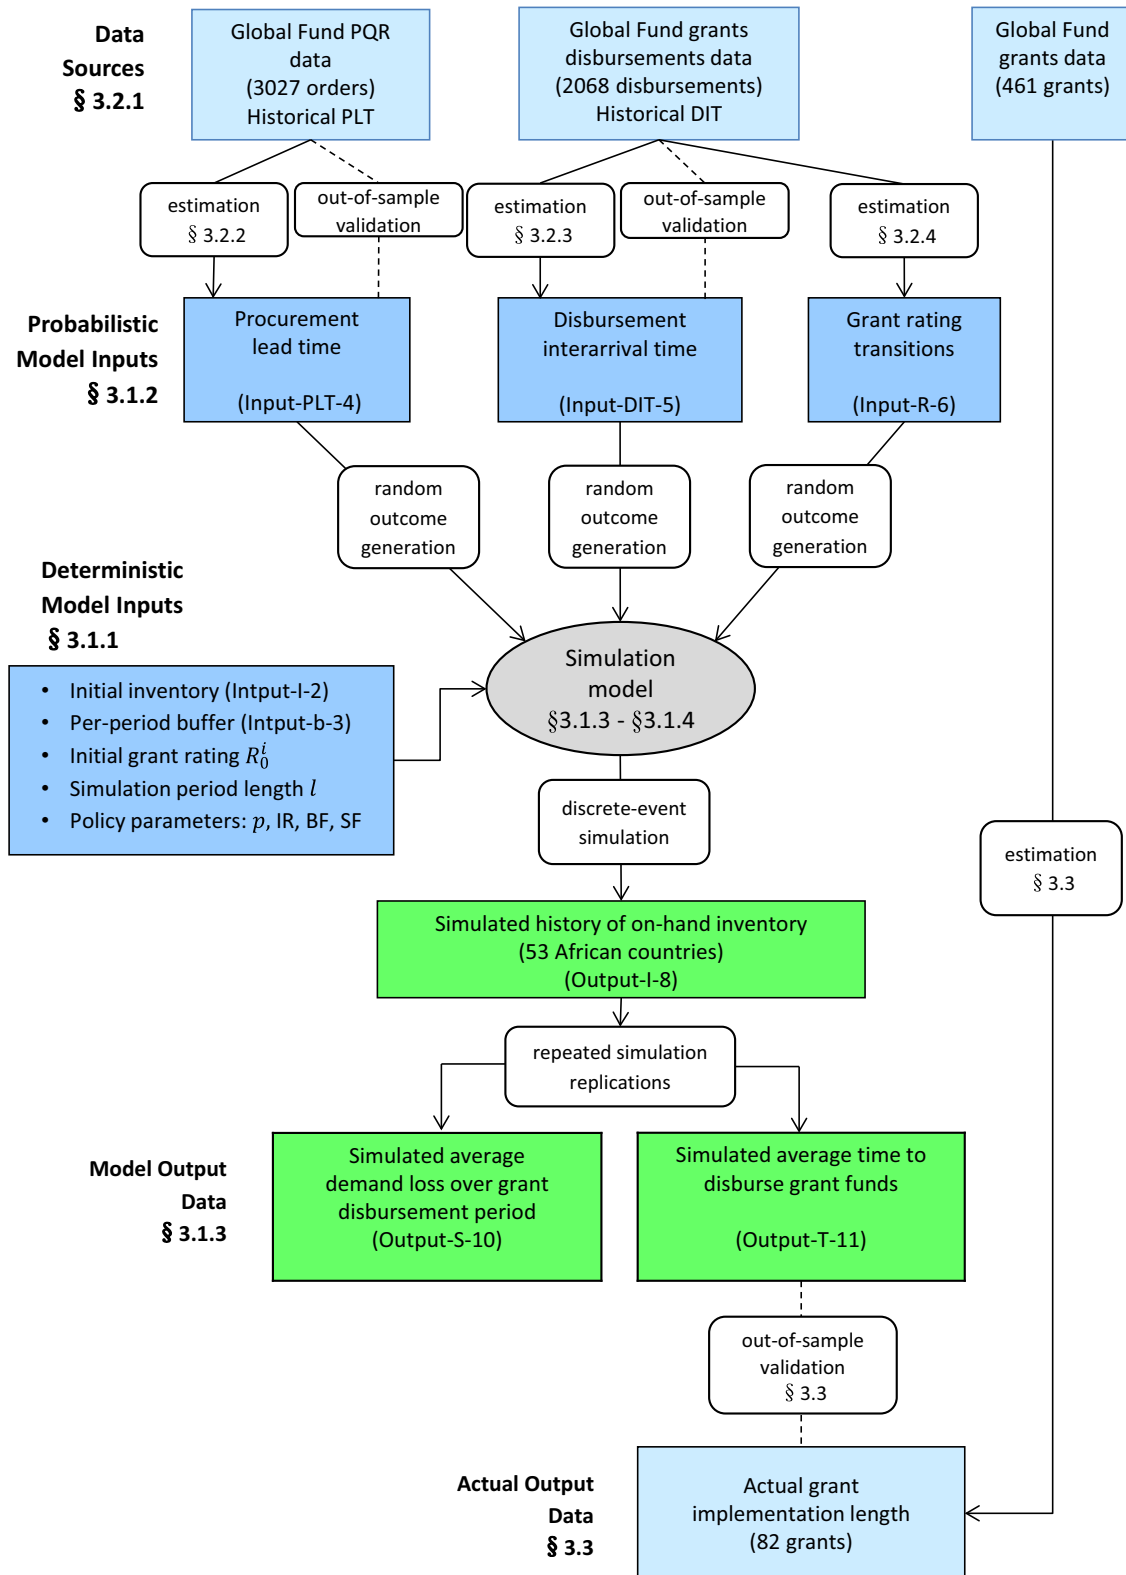 Data
Sources
§ 3.2.1
Global Fund PQR
data
(3027 orders)
Historical PLT
Global Fund grants
disbursements data
(2068 disbursements)
Historical DIT
Global Fund
grants data
(461 grants)
estimation
§ 3.2.2
out-of-sample
validation
estimation
§ 3.2.3
out-of-sample
validation
estimation
§ 3.2.4
Probabilistic
Model Inputs
§ 3.1.2
Procurement
lead time
(Input-PLT-4)
Disbursement
interarrival time
(Input-DIT-5)
Grant rating
transitions
(Input-R-6)
random
outcome
generation
random
outcome
generation
random
outcome
generation
Deterministic
Model Inputs
§ 3.1.1
• Initial inventory (Intput-I-2)
• Per-period buffer (Intput-b-3)
• Initial grant rating $R_0^i$
• Simulation period length l
• Policy parameters: p, IR, BF, SF
Simulation
model
§3.1.3 - §3.1.4
discrete-event
simulation
estimation
§ 3.3
Simulated history of on-hand inventory
(53 African countries)
(Output-I-8)
repeated simulation
replications
Model Output
Data
§ 3.1.3
Simulated average
demand loss over grant
disbursement period
(Output-S-10)
Simulated average time to
disburse grant funds
(Output-T-11)
out-of-sample
validation
§ 3.3
Actual Output
Data
§ 3.3
Actual grant
implementation length
(82 grants)